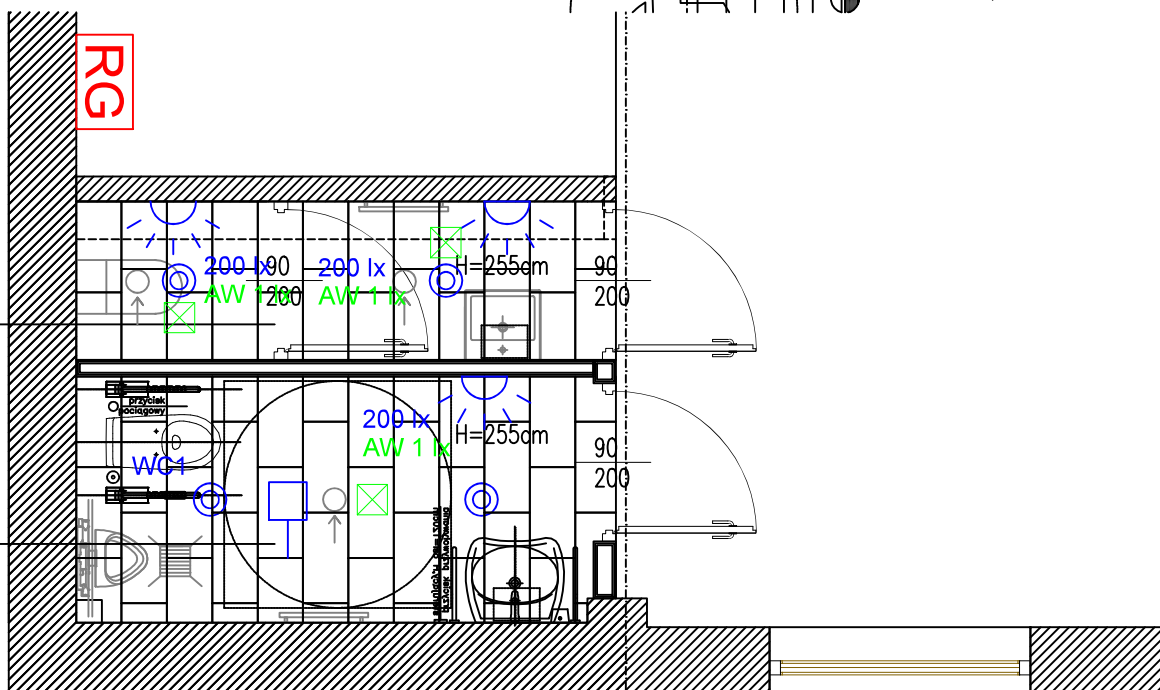 RG
200 lx
90
200 lx
H=255cm
90
AW 1 lx
200
AW 1 lx
200
przycisk
pociągowy
200 lx
AW 1 lx
H=255cm
90
200
WC1